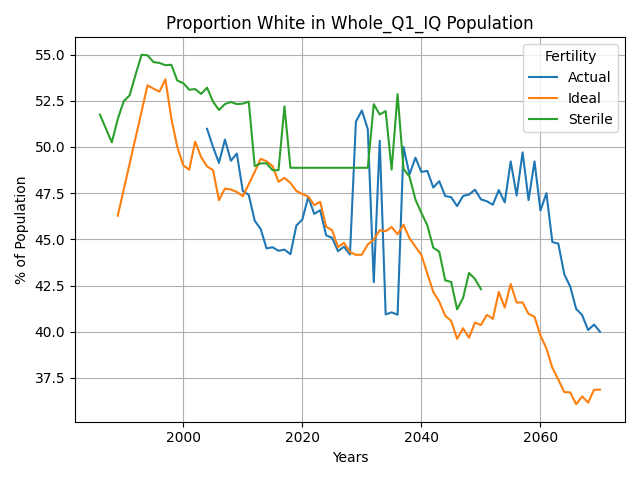 Proportion White in Whole_Q1_IQ Population
Fertility
Actual
Ideal
Sterile
% of Population
55.0
52.5
50.0
47.5
45.0
42.5
40.0
37.5
2000
2020
2040
2060
Years